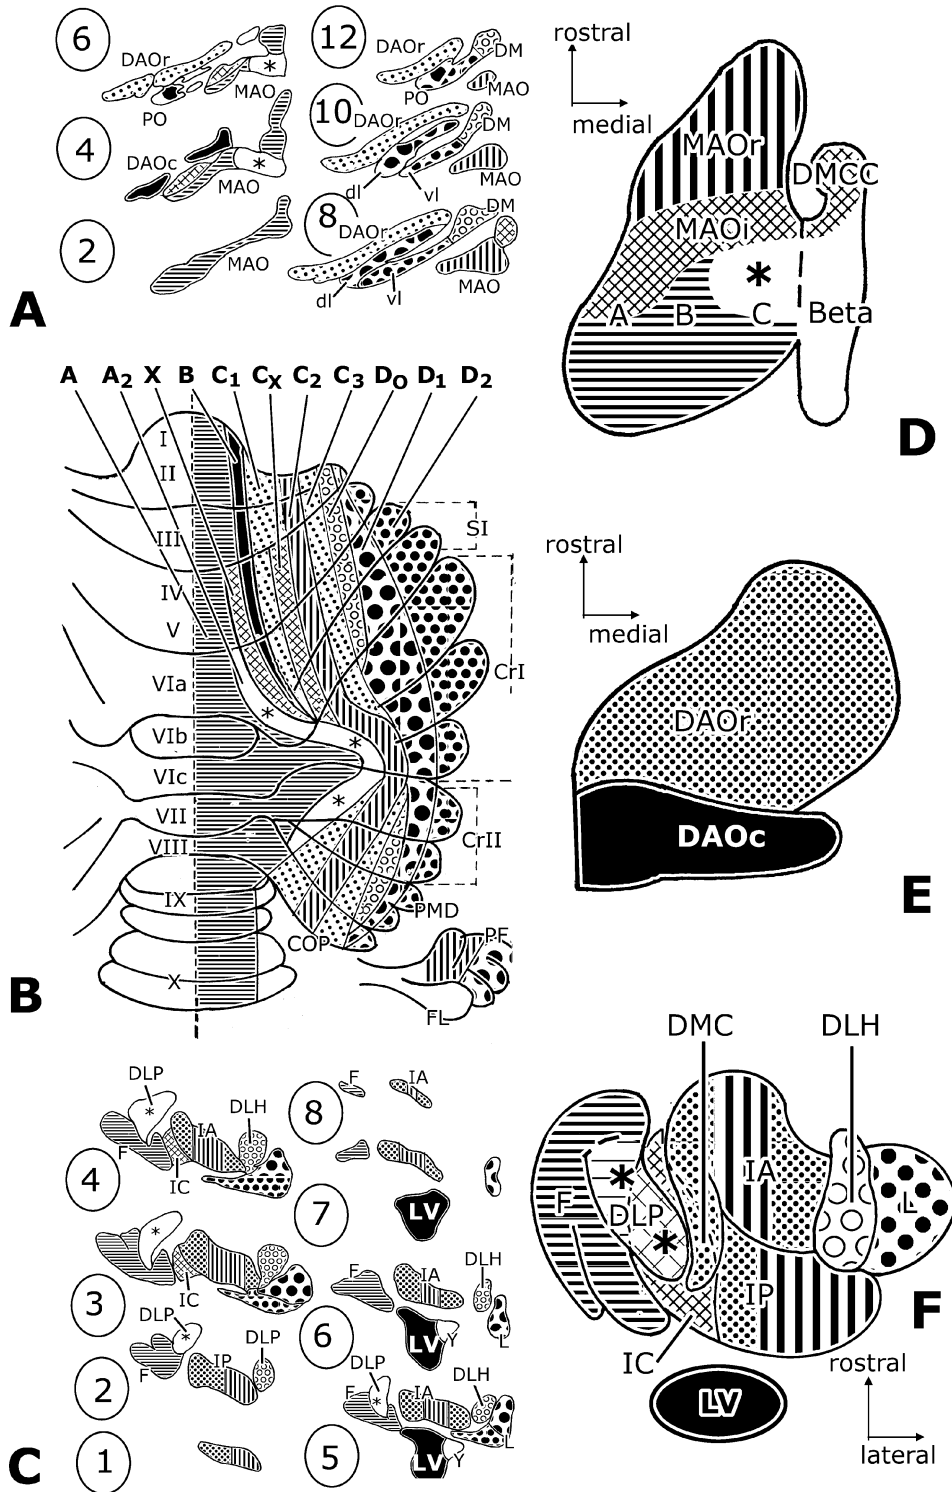 6
DAOr
*
MAO
PO
4
DAOc
*
MAO
2
MAO
12
DAOr
DM
PO
MAO
10
DAOr
DM
dl
vl
MAO
8
DAOr
DM
dl
vl
MAO
A
rostral
medial
MAOr
DMCC
MAOi
*
A B C
Beta
D
A A2 X B C1 CX C2 C3 DO D1 D2
I
II
III
IV
V
VIa
VIb
VIc
VII
VIII
IX
X
*
*
*
SI
CrI
CrII
PMD
COP
PF
FL
B
rostral
medial
DAOr
DAOc
E
DLP
*
F
IC
IA
DLH
4
*
IC
3
DLP
*
F
IP
DLP
2
1
F
IA
8
7
LV
IA
DLH
F
6
LV
Y
L
DLP
F
*
IA
DLH
5
LV
Y
L
C
DMC
DLH
F
*
DLP
*
IA
L
IP
IC
LV
F
rostral
lateral